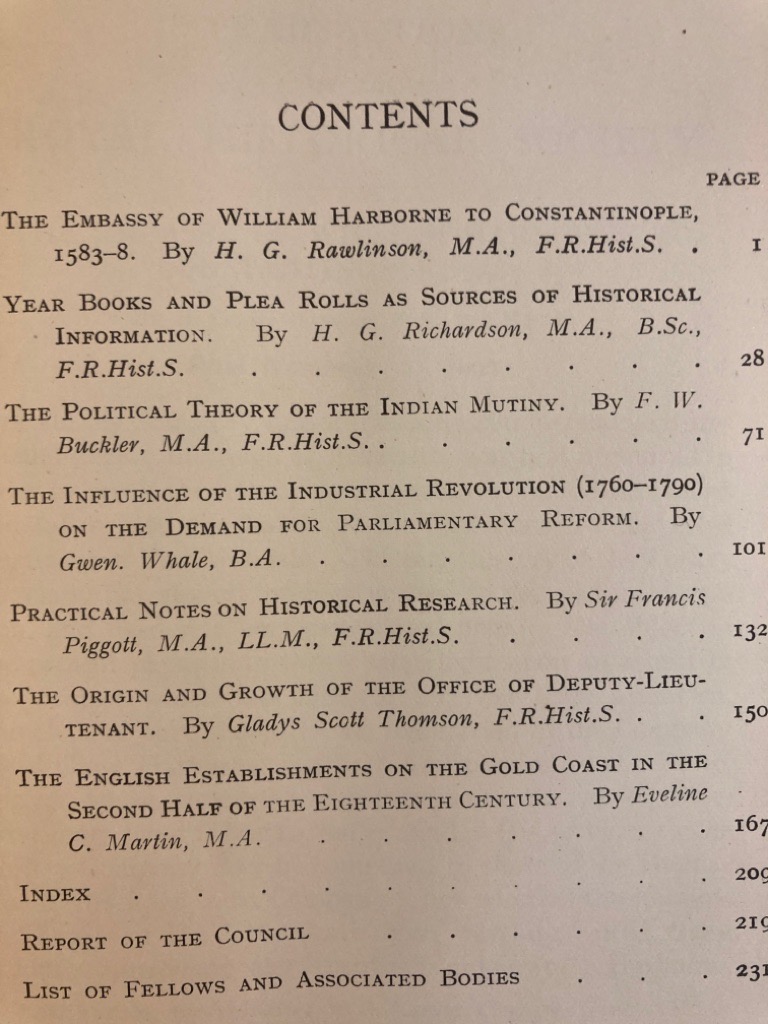 CONTENTS
PAGE
THE EMBASSY OF WILLIAM HARBORNE TO CONSTANTINOPLE,
1583–8. By H. G. Rawlinson, M.A., F.R.Hist.S. . 1
YEAR BOOKS AND PLEA ROLLS AS SOURCES OF HISTORICAL
INFORMATION. By H. G. Richardson, M.A., B.Sc.,
F.R.Hist.S. . . . . . . . . 28
THE POLITICAL THEORY OF THE INDIAN MUTINY. By F. W.
Buckler, M.A., F.R.Hist.S. . . . . . . 71
THE INFLUENCE OF THE INDUSTRIAL REVOLUTION (1760–1790)
ON THE DEMAND FOR PARLIAMENTARY REFORM. By
Gwen. Whale, B.A. . . . . . . . 101
PRACTICAL NOTES ON HISTORICAL RESEARCH. By Sir Francis
Piggott, M.A., LL.M., F.R.Hist.S. . . . . 132
THE ORIGIN AND GROWTH OF THE OFFICE OF DEPUTY-LIEU-
TENANT. By Gladys Scott Thomson, F.R.Hist.S. . . 150
THE ENGLISH ESTABLISHMENTS ON THE GOLD COAST IN THE
SECOND HALF OF THE EIGHTEENTH CENTURY. By Eveline
C. Martin, M.A. . . . . . . . 167
INDEX . . . . . . . . . . 209
REPORT OF THE COUNCIL . . . . . . 219
LIST OF FELLOWS AND ASSOCIATED BODIES . . . 231